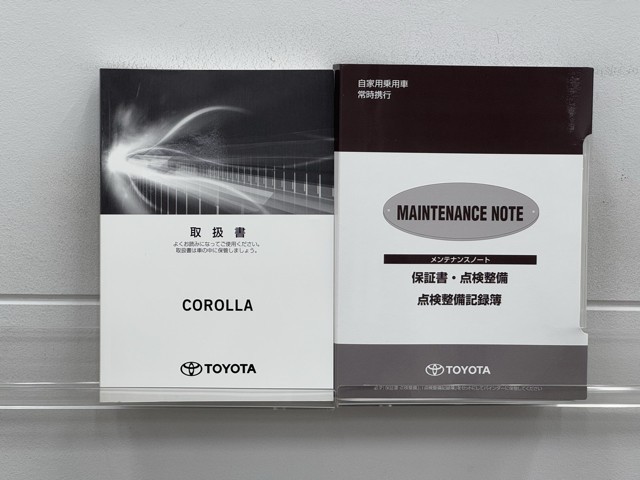 取扱書
よくお読みになってご使用ください。
取扱書は車の中に保管しましょう。
COROLLA
TOYOTA
自家用乗用車
常時携行
MAINTENANCE NOTE
メンテナンスノート
保証書・点検整備
点検整備記録簿
TOYOTA